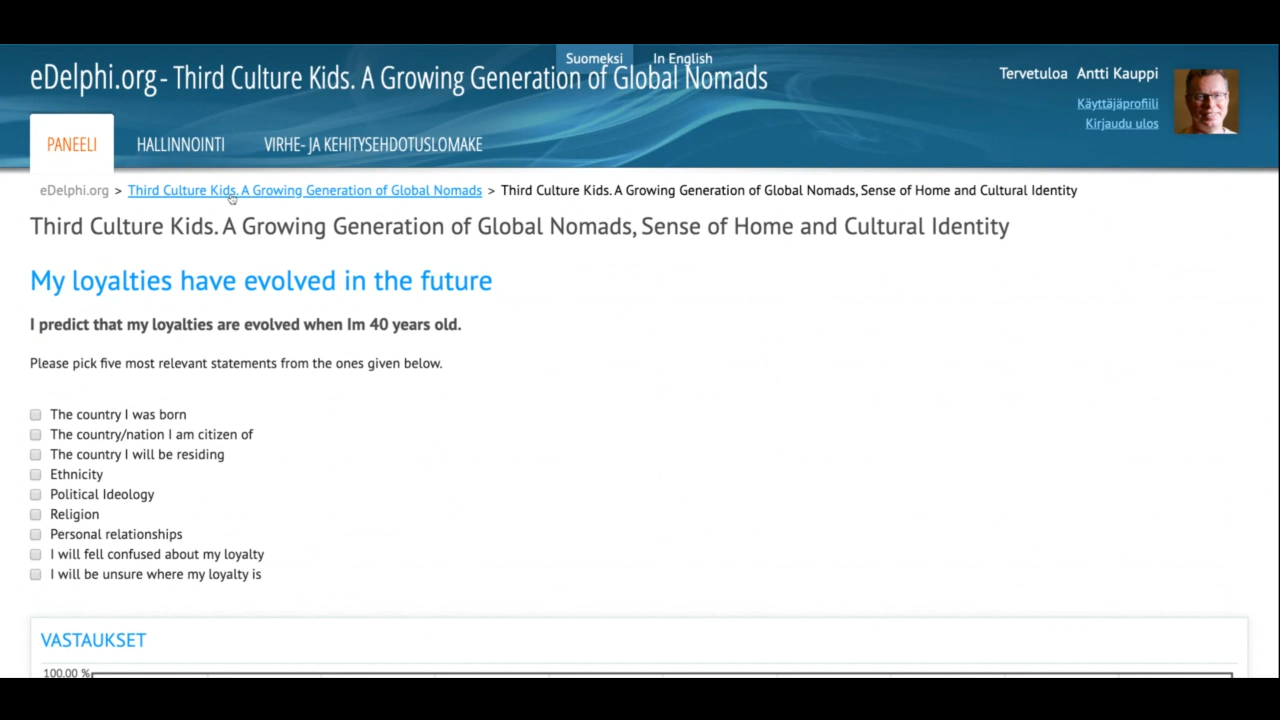 Suomeksi In English
eDelphi.org - Third Culture Kids. A Growing Generation of Global Nomads
Tervetuloa Antti Kauppi
Käyttäjäprofiili
Kirjaudu ulos
PANEELI HALLINNOINTI VIRHE- JA KEHITYSEHDOTUSLOMAKE
eDelphi.org > Third Culture Kids. A Growing Generation of Global Nomads > Third Culture Kids. A Growing Generation of Global Nomads, Sense of Home and Cultural Identity
Third Culture Kids. A Growing Generation of Global Nomads, Sense of Home and Cultural Identity
My loyalties have evolved in the future
I predict that my loyalties are evolved when Im 40 years old.
Please pick five most relevant statements from the ones given below.
The country I was born
The country/nation I am citizen of
The country I will be residing
Ethnicity
Political Ideology
Religion
Personal relationships
I will fell confused about my loyalty
I will be unsure where my loyalty is
VASTAUKSET
100.00 %